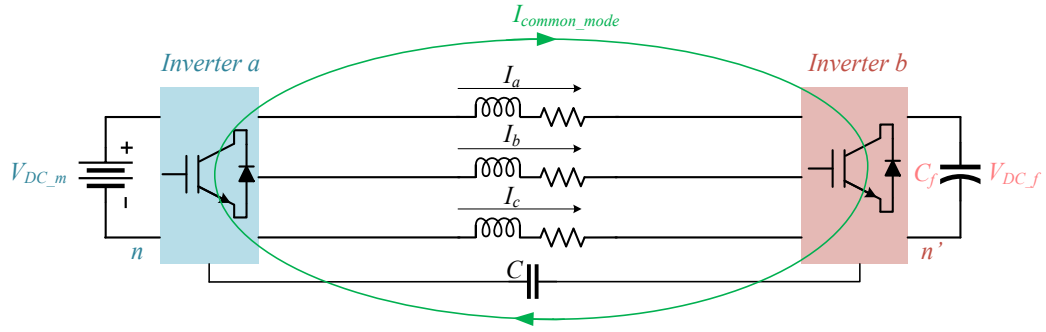 I_common_mode
Inverter a
Inverter b
I_a
I_b
I_c
V_DC_m
+
-
C_f
V_DC_f
n
n’
C